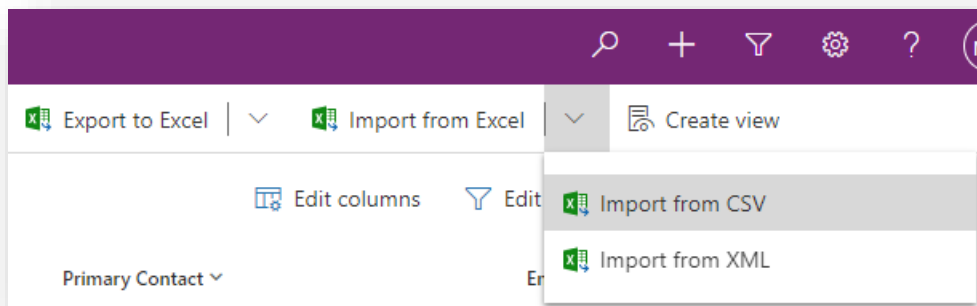 Export to Excel Import from Excel Create view
Edit columns Edit Import from CSV
Import from XML
Primary Contact